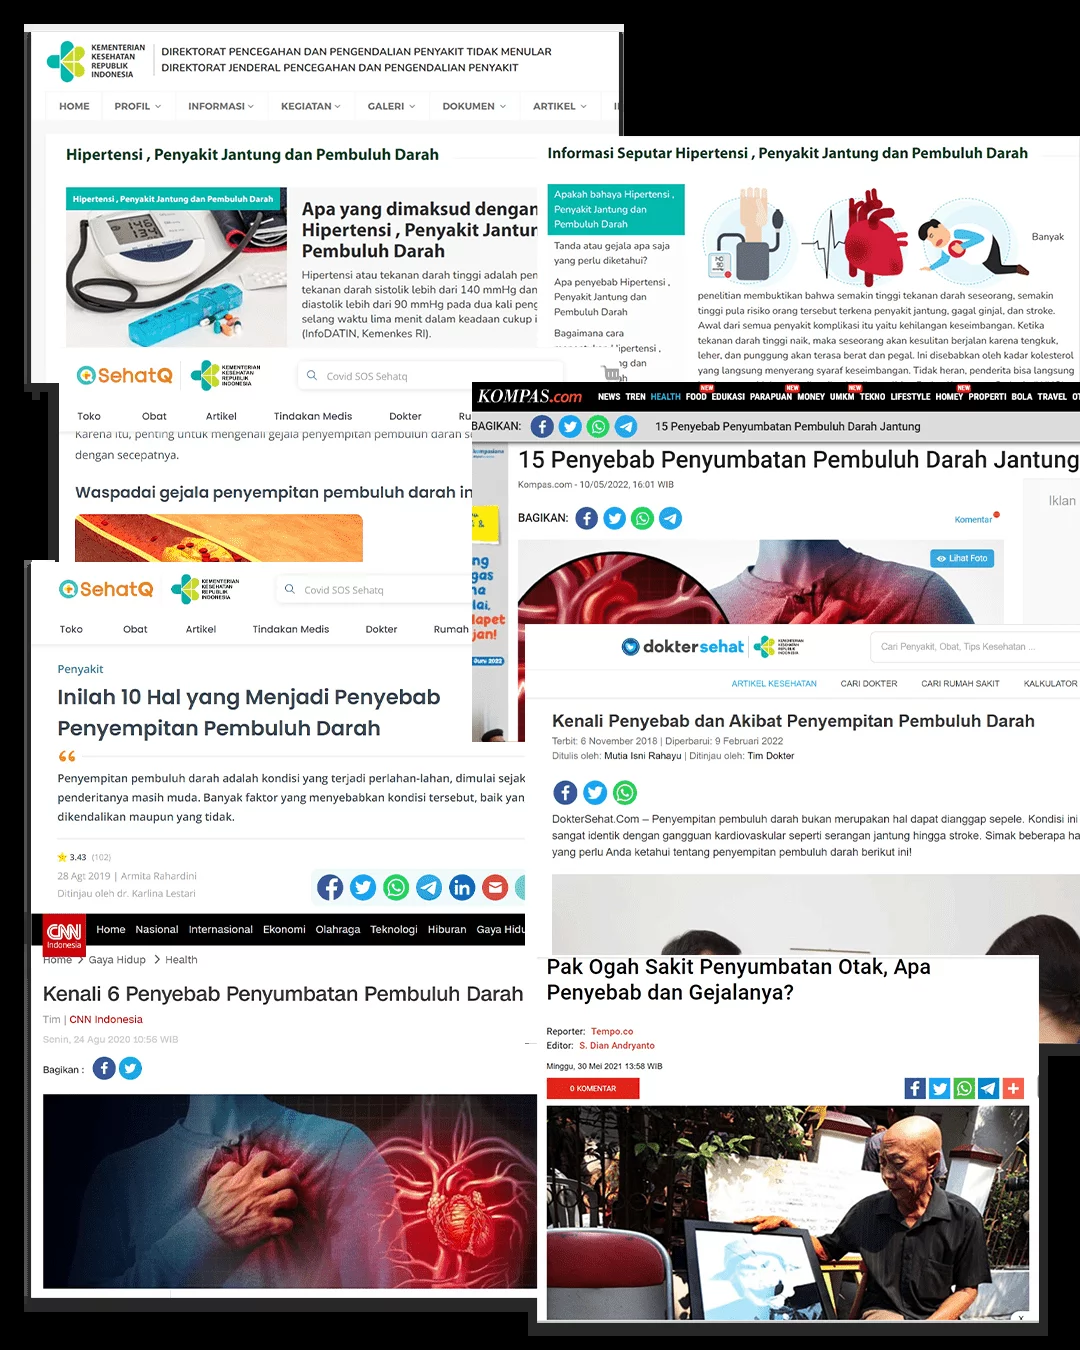 KEMENTERIAN
KESEHATAN
REPUBLIK
INDONESIA
DIREKTORAT PENCEGAHAN DAN PENGENDALIAN PENYAKIT TIDAK MENULAR
DIREKTORAT JENDERAL PENCEGAHAN DAN PENGENDALIAN PENYAKIT
HOME PROFIL INFORMASI KEGIATAN GALERI DOKUMEN ARTIKEL
Hipertensi , Penyakit Jantung dan Pembuluh Darah
Hipertensi , Penyakit Jantung dan Pembuluh Darah
Apa yang dimaksud dengan
Hipertensi , Penyakit Jantun
Pembuluh Darah
Hipertensi atau tekanan darah tinggi adalah pen
tekanan darah sistolik lebih dari 140 mmHg dan
diastolik lebih dari 90 mmHg pada dua kali peng
selang waktu lima menit dalam keadaan cukup i
(InfoDATIN, Kemenkes RI).
Informasi Seputar Hipertensi , Penyakit Jantung dan Pembuluh Darah
Apakah bahaya Hipertensi ,
Penyakit Jantung dan
Pembuluh Darah
Tanda atau gejala apa saja
yang perlu diketahui?
Apa penyebab Hipertensi ,
Penyakit Jantung dan
Pembuluh Darah
Bagaimana cara
Banyak
penelitian membuktikan bahwa semakin tinggi tekanan darah seseorang, semakin
tinggi pula risiko orang tersebut terkena penyakit jantung, gagal ginjal, dan stroke.
Awal dari semua penyakit komplikasi itu yaitu kehilangan keseimbangan. Ketika
tekanan darah tinggi naik, maka seseorang akan kesulitan berjalan karena tengkuk,
leher, dan punggung akan terasa berat dan pegal. Ini disebabkan oleh kadar kolesterol
yang langsung menyerang syaraf keseimbangan. Tidak heran, penderita bisa langsung
SehatQ
KEMENTERIAN
KESEHATAN
REPUBLIK
INDONESIA
Covid SOS Sehatq
Toko Obat Artikel Tindakan Medis Dokter Ru
Karena itu, penting untuk mengenali gejala penyempitan pembuluh darah s
dengan secepatnya.
Waspadai gejala penyempitan pembuluh darah in
KOMPAS.com
NEWS TREN HEALTH FOOD EDUKASI PARAPUAN MONEY UMKM TEKNO LIFESTYLE HOMEY PROPERTI BOLA TRAVEL OT
NEW NEW NEW NEW
BAGIKAN:
15 Penyebab Penyumbatan Pembuluh Darah Jantung
15 Penyebab Penyumbatan Pembuluh Darah Jantung
Kompas.com - 10/05/2022, 16:01 WIB
BAGIKAN:
Komentar
Iklan
Lihat Foto
SehatQ
KEMENTERIAN
KESEHATAN
REPUBLIK
INDONESIA
Covid SOS Sehatq
Toko Obat Artikel Tindakan Medis Dokter Rumah
Penyakit
Inilah 10 Hal yang Menjadi Penyebab
Penyempitan Pembuluh Darah
Penyempitan pembuluh darah adalah kondisi yang terjadi perlahan-lahan, dimulai sejak
penderitanya masih muda. Banyak faktor yang menyebabkan kondisi tersebut, baik yan
dikendalikan maupun yang tidak.
3.43 (102)
28 Agt 2019 | Armita Rahardini
Ditinjau oleh dr. Karlina Lestari
doktersehat
KEMENTERIAN
KESEHATAN
REPUBLIK
INDONESIA
Cari Penyakit, Obat, Tips Kesehatan ...
ARTIKEL KESEHATAN CARI DOKTER CARI RUMAH SAKIT KALKULATOR
Kenali Penyebab dan Akibat Penyempitan Pembuluh Darah
Terbit: 6 November 2018 | Diperbarui: 9 Februari 2022
Ditulis oleh: Mutia Isni Rahayu | Ditinjau oleh: Tim Dokter
DokterSehat.Com – Penyempitan pembuluh darah bukan merupakan hal dapat dianggap sepele. Kondisi ini
sangat identik dengan gangguan kardiovaskular seperti serangan jantung hingga stroke. Simak beberapa ha
yang perlu Anda ketahui tentang penyempitan pembuluh darah berikut ini!
CNN
Indonesia
Home Nasional Internasional Ekonomi Olahraga Teknologi Hiburan Gaya Hidu
Home > Gaya Hidup > Health
Kenali 6 Penyebab Penyumbatan Pembuluh Darah
Tim | CNN Indonesia
Senin, 24 Agu 2020 10:56 WIB
Bagikan :
Pak Ogah Sakit Penyumbatan Otak, Apa
Penyebab dan Gejalanya?
Reporter: Tempo.co
Editor: S. Dian Andryanto
Minggu, 30 Mei 2021 13:58 WIB
0 KOMENTAR